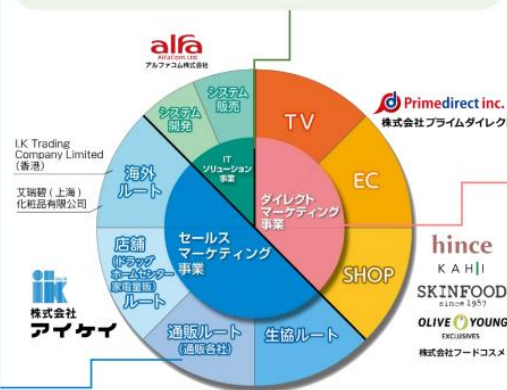 alfa
AlfaCom Ltd.
アルファコム株式会社
システム
開発
システム
販売
TV
EC
SHOP
IT
ソリューション
事業
ダイレクト
マーケティング
事業
セールス
マーケティング
事業
海外
ルート
店舗
(ドラッグ
ホームセンター
家電量販)
ルート
通販ルート
(通販各社)
生協ルート
I.K Trading
Company Limited
(香港)
艾瑞碧(上海)
化粧品有限公司
ilk
株式会社
アイケイ
Primedirect inc.
株式会社プライムダイレク
hince
KAHI
SKINFOOD
since 1957
OLIVE YOUNG
EXCLUSIVES
株式会社フードコスメ